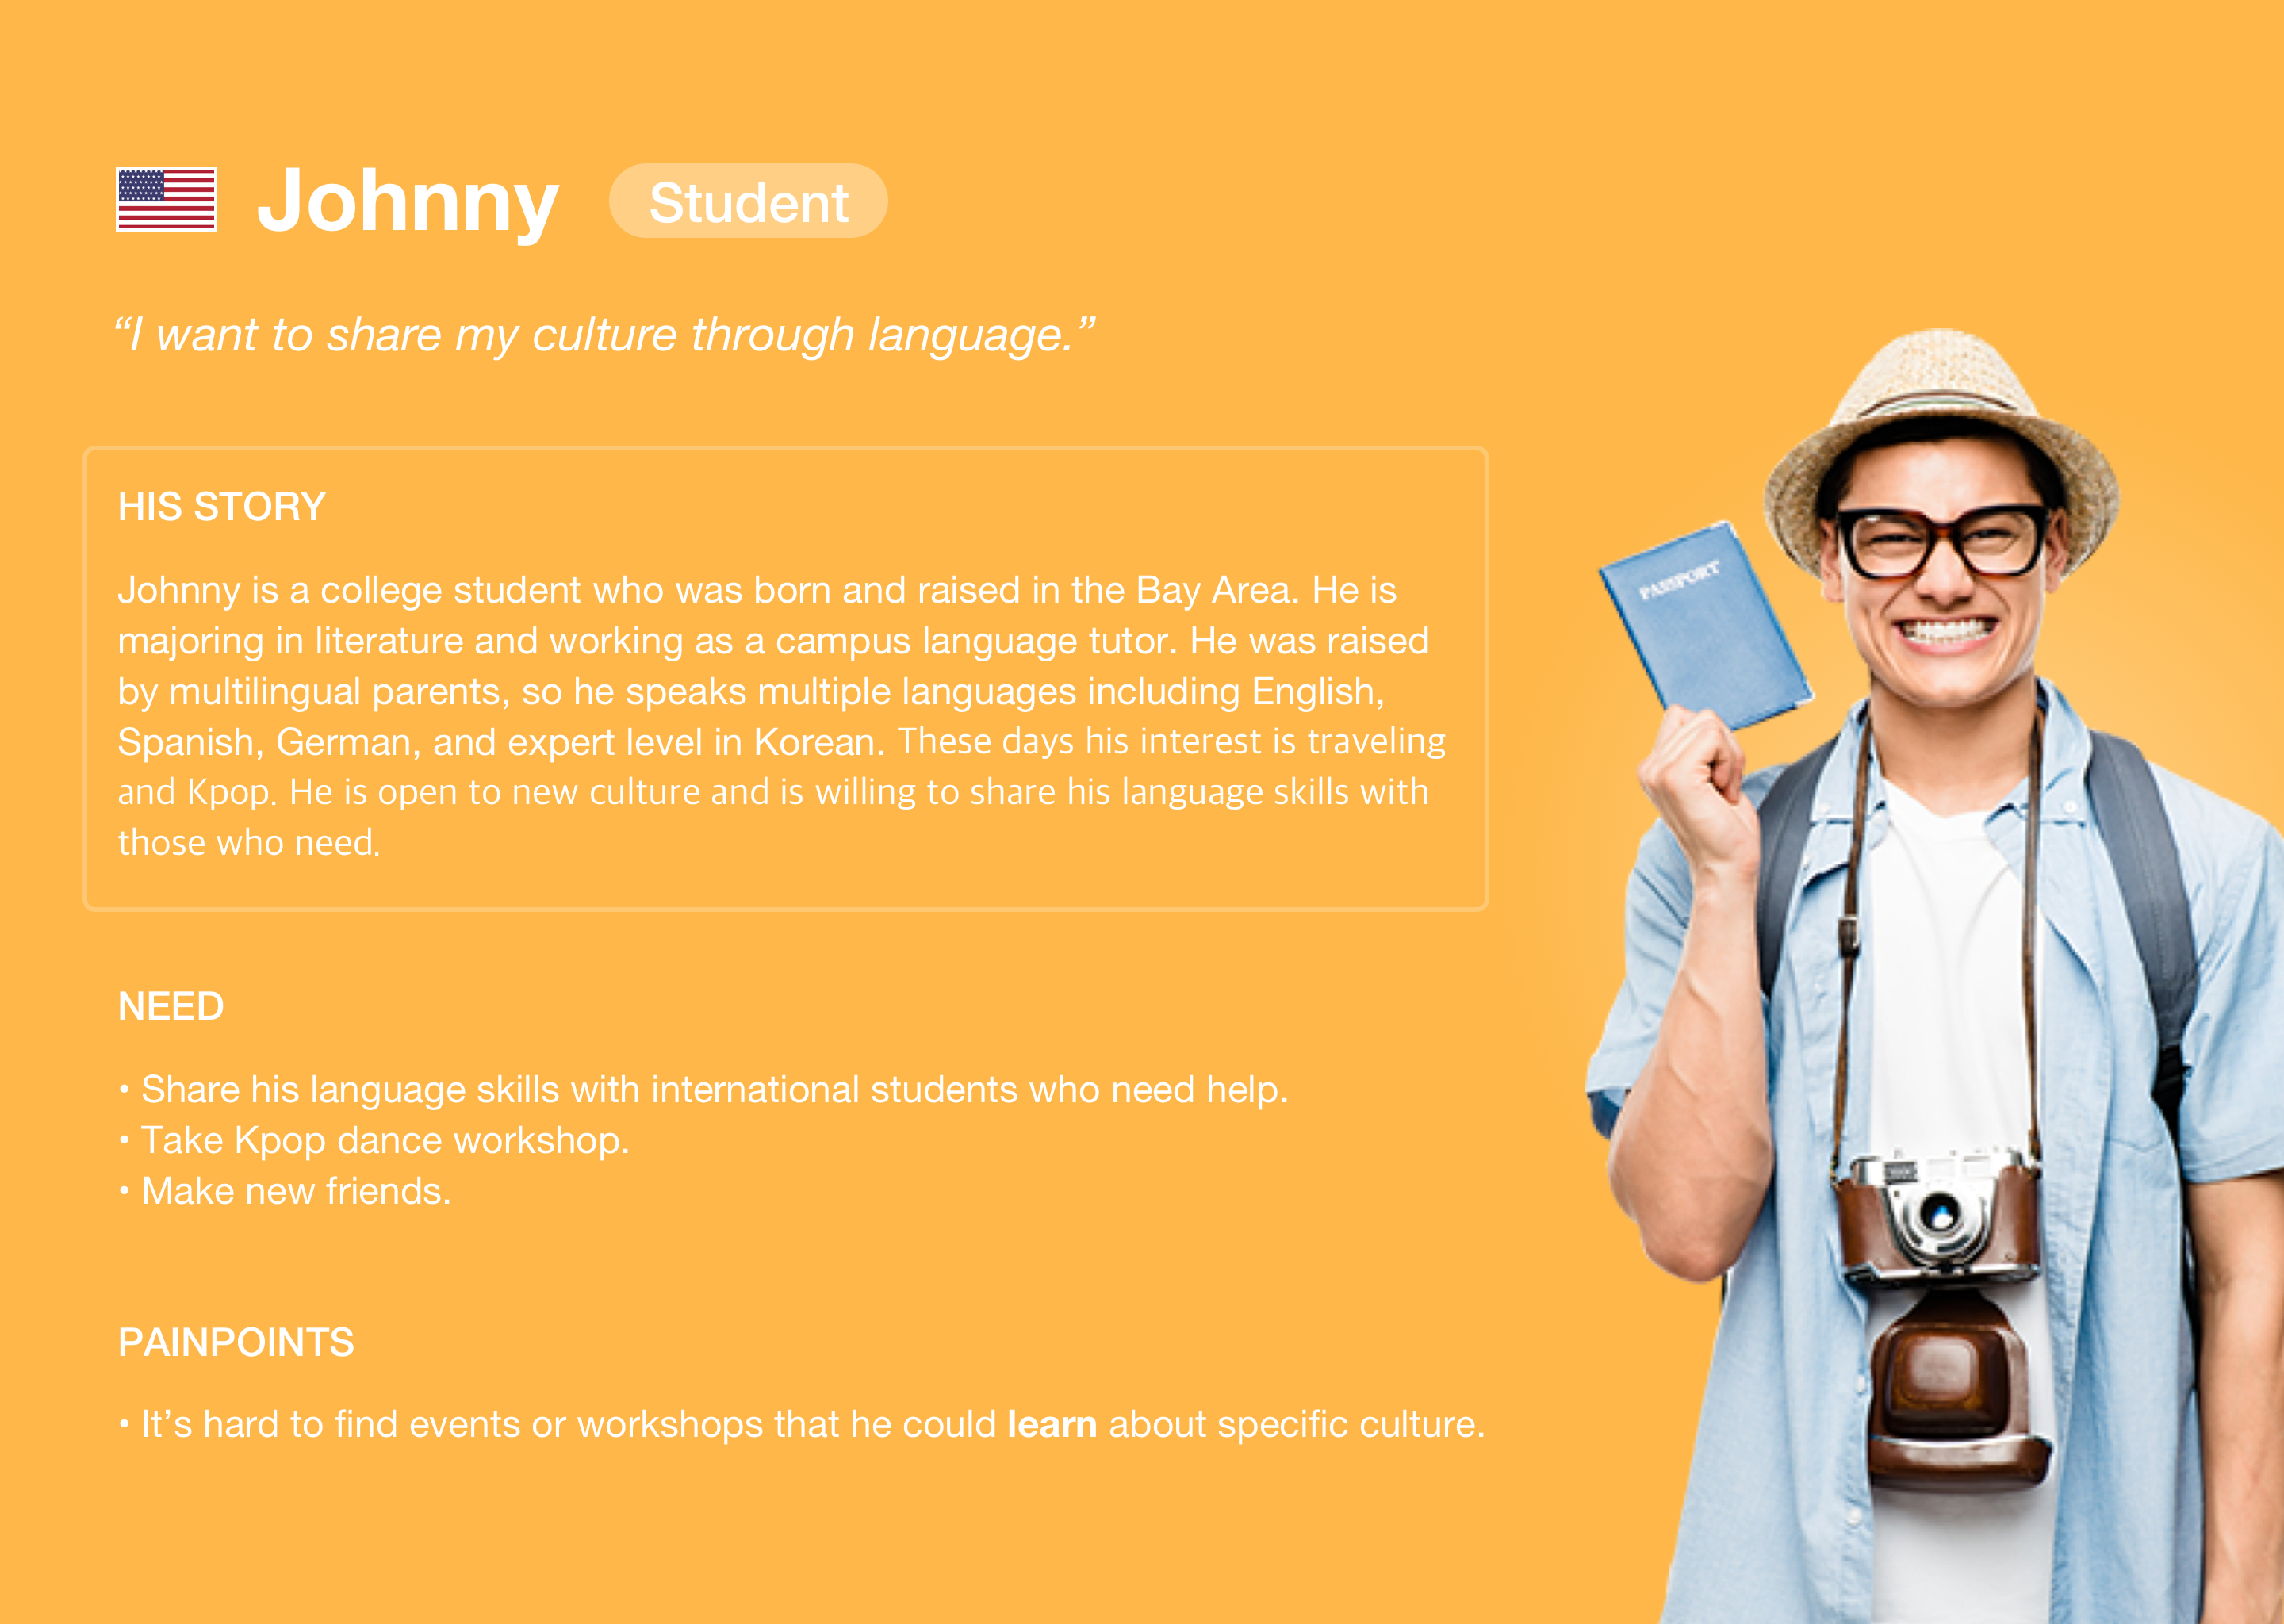 Johnny Student
“I want to share my culture through language.”
HIS STORY
Johnny is a college student who was born and raised in the Bay Area. He is
majoring in literature and working as a campus language tutor. He was raised
by multilingual parents, so he speaks multiple languages including English,
Spanish, German, and expert level in Korean. These days his interest is traveling
and Kpop. He is open to new culture and is willing to share his language skills with
those who need.
PASSPORT
NEED
• Share his language skills with international students who need help.
• Take Kpop dance workshop.
• Make new friends.
PAINPOINTS
• It’s hard to find events or workshops that he could learn about specific culture.